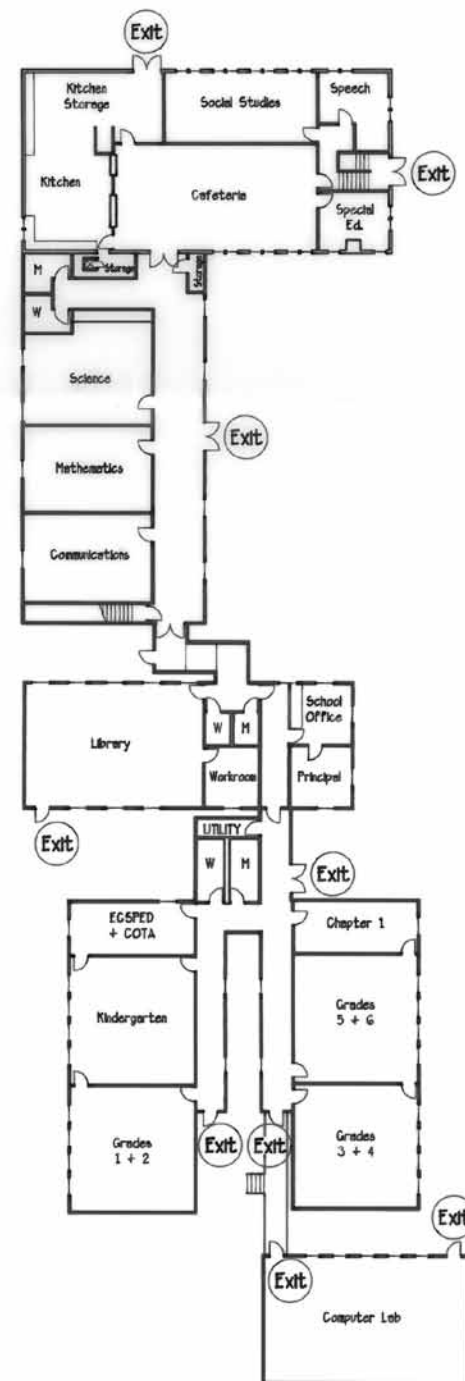 Exit
Kitchen
Storage
Social Studies
Speech
Kitchen
Cafeteria
Exit
Special
Ed.
M
Storage
Storage
W
Science
Exit
Mathematics
Communications
School
Office
Library
W
M
Workroom
Principal
Exit
UTILITY
W
M
Exit
ECSPED
+ COTA
Chapter 1
Kindergarten
Grades
5 + 6
Grades
1 + 2
Exit
Exit
Grades
3 + 4
Exit
Exit
Computer Lab